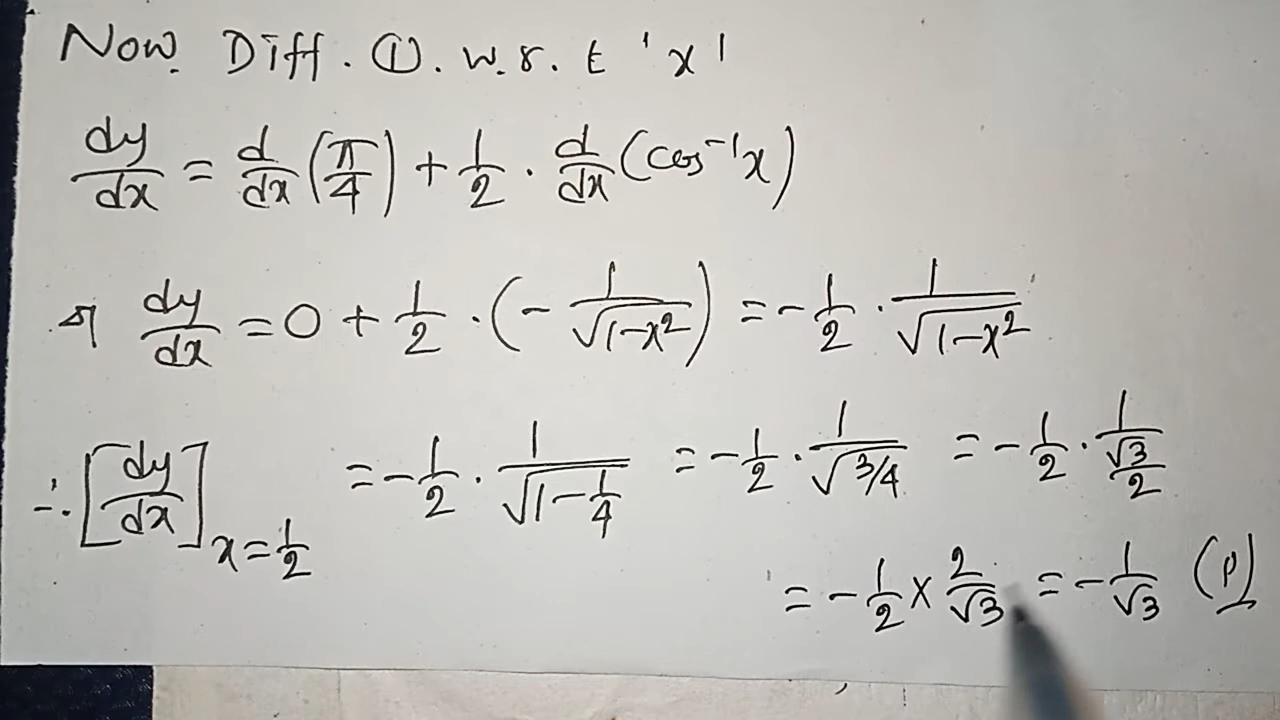 Now. Diff. ①. w.r.t 'x'
dy/dx = d/dx (π/4) + 1/2 · d/dx (cos⁻¹x)
⇒ dy/dx = 0 + 1/2 · (- 1/√(1-x²)) = - 1/2 · 1/√(1-x²)
∴ [dy/dx] x=1/2 = - 1/2 · 1/√(1-1/4) = - 1/2 · 1/√(3/4) = - 1/2 · 1/(√3/2)
= - 1/2 × 2/√3 = - 1/√3 (P)